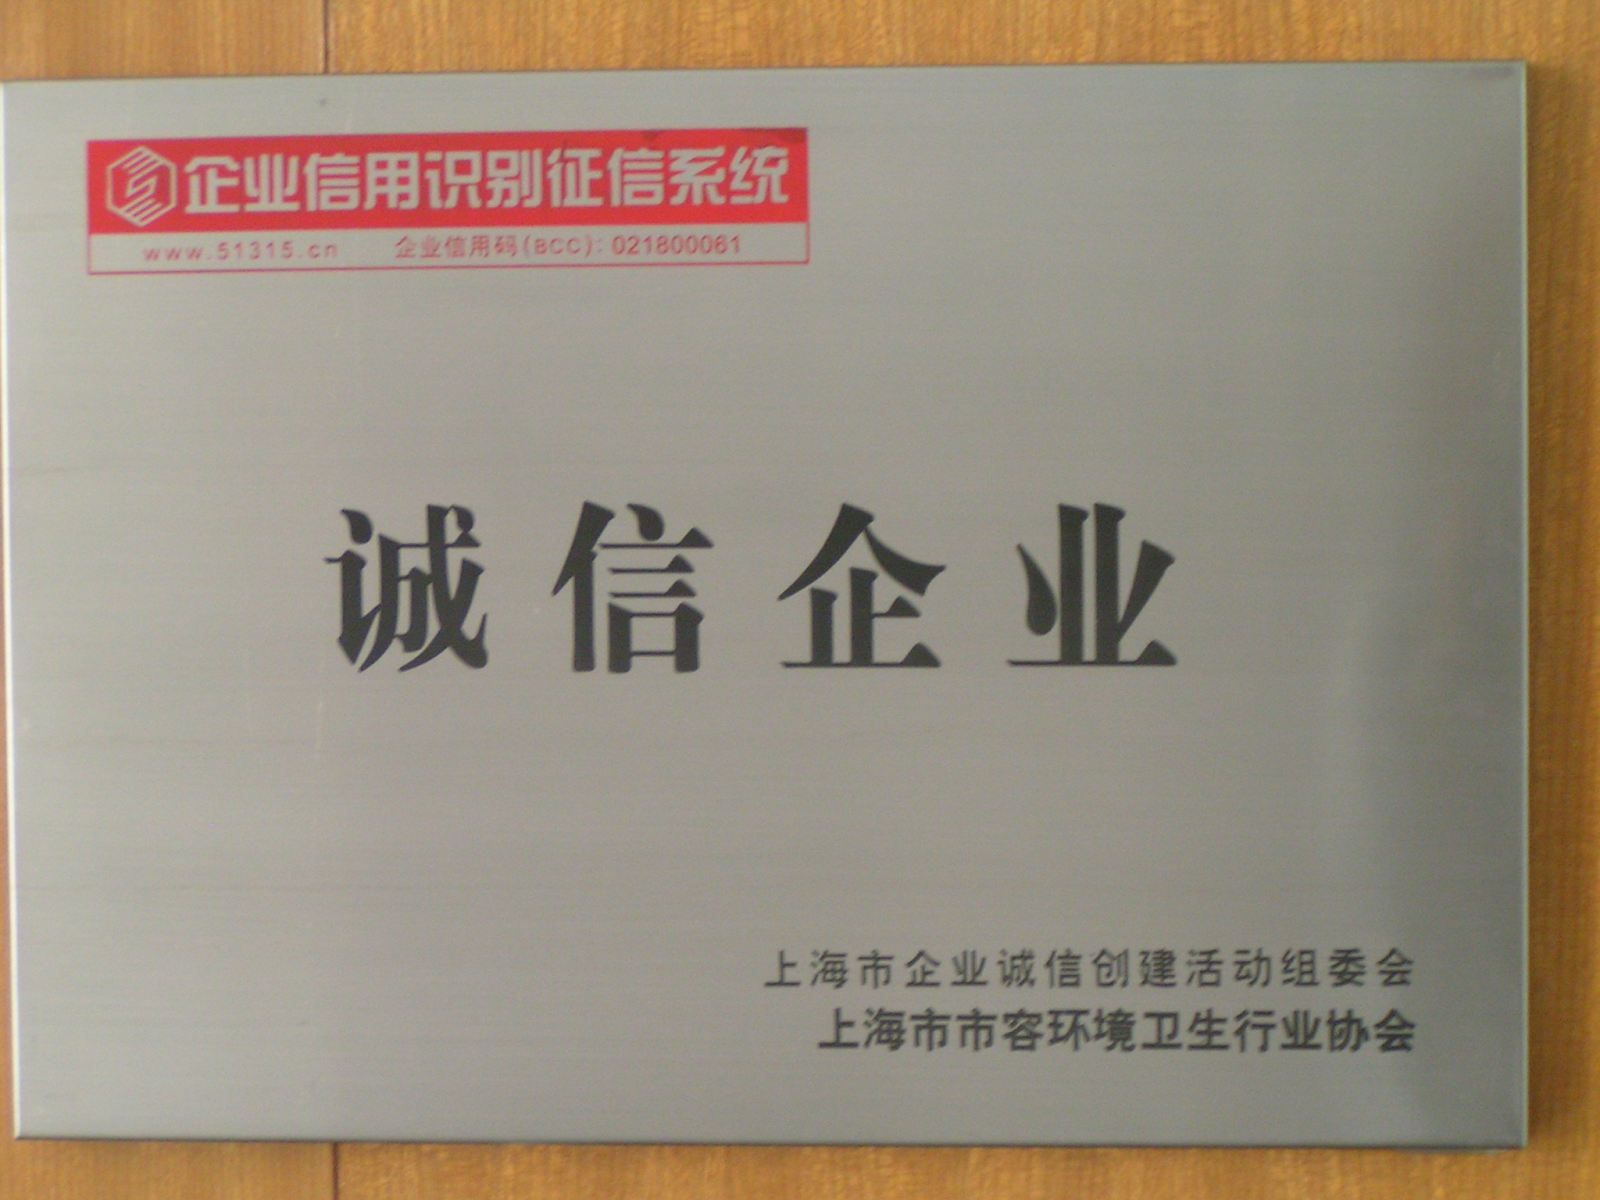 企业信用识别征信系统
www.51315.cn 企业信用码(BCC): 021800061
诚信企业
上海市企业诚信创建活动组委会
上海市市容环境卫生行业协会